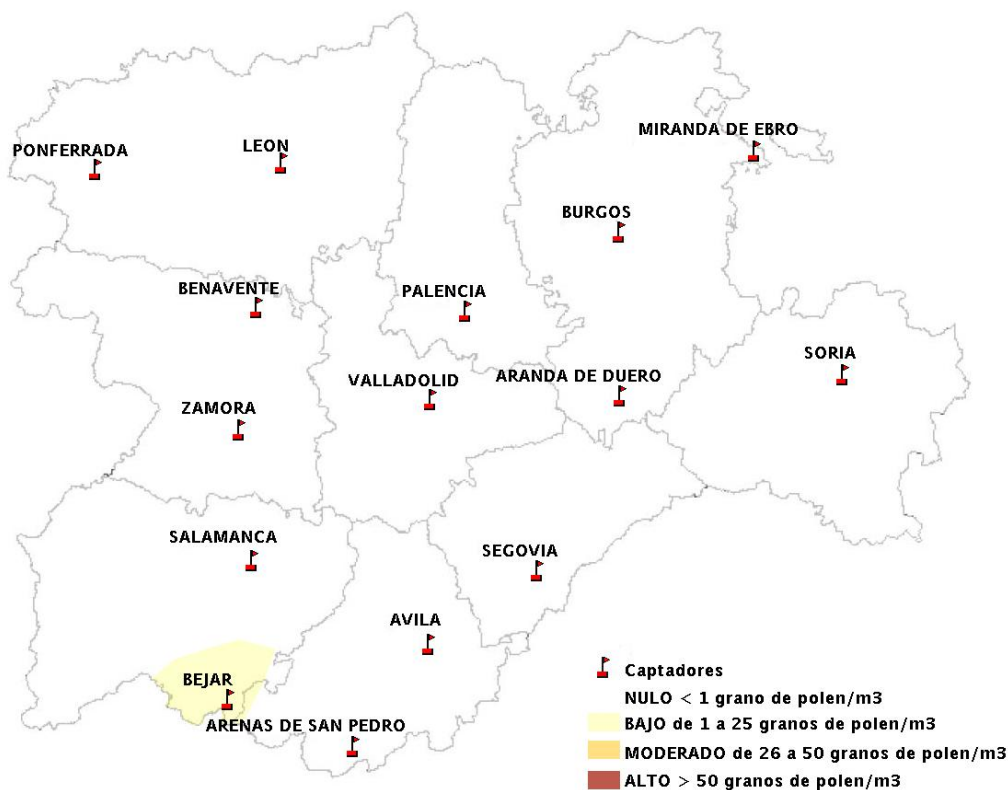 MIRANDA DE EBRO
PONFERRADA
LEON
BURGOS
BENAVENTE
PALENCIA
SORIA
VALLADOLID
ARANDA DE DUERO
ZAMORA
SALAMANCA
SEGOVIA
AVILA
BEJAR
ARENAS DE SAN PEDRO
Captadores
NULO < 1 grano de polen/m3
BAJO de 1 a 25 granos de polen/m3
MODERADO de 26 a 50 granos de polen/m3
ALTO > 50 granos de polen/m3